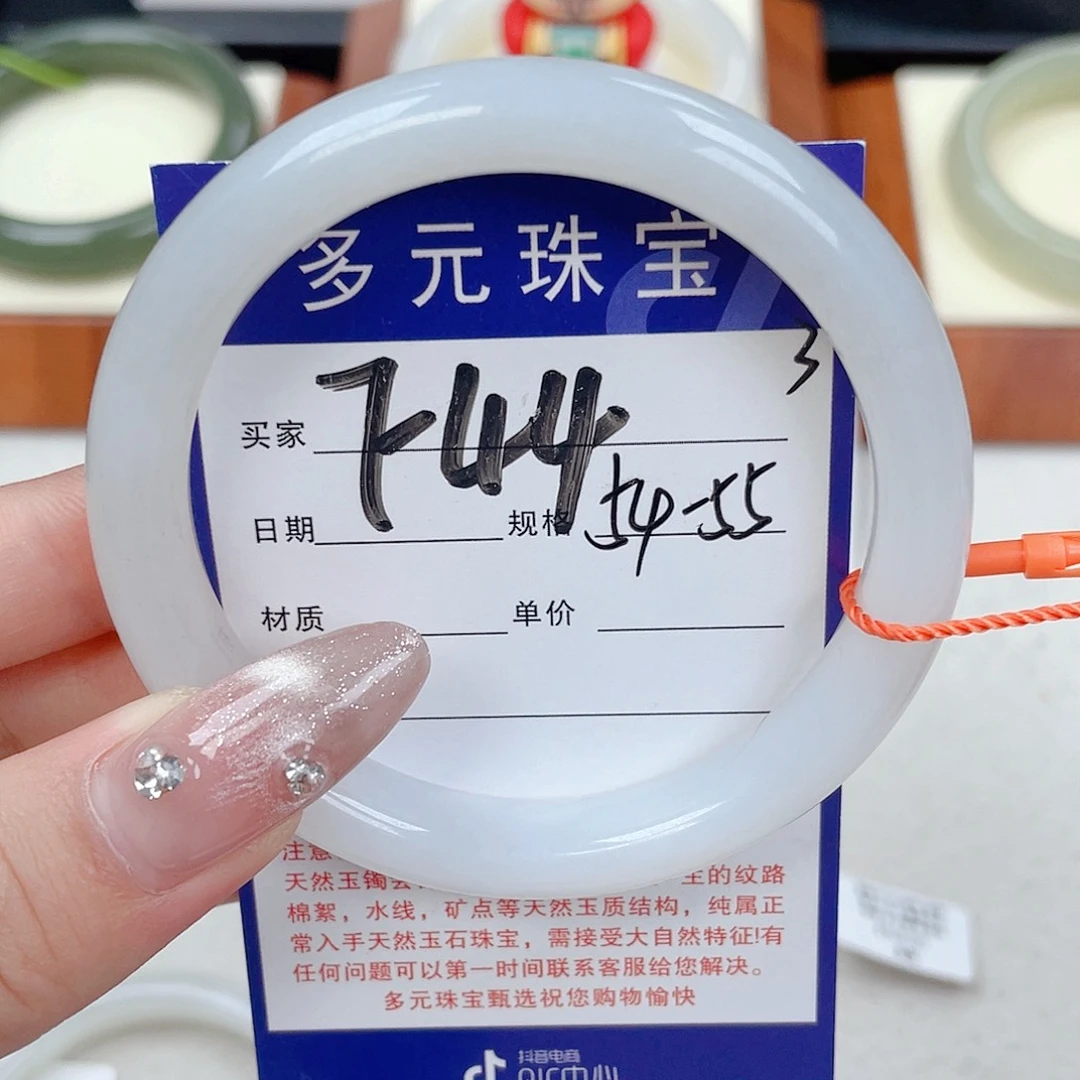 多元珠宝
3
买家 7-44
日期 规格 54-55
材质 单价
注意
天然玉镯 的纹路
棉絮，水线，矿点等天然玉质结构，纯属正
常入手天然玉石珠宝，需接受大自然特征!有
任何问题可以第一时间联系客服给您解决。
多元珠宝甄选祝您购物愉快
抖音电商